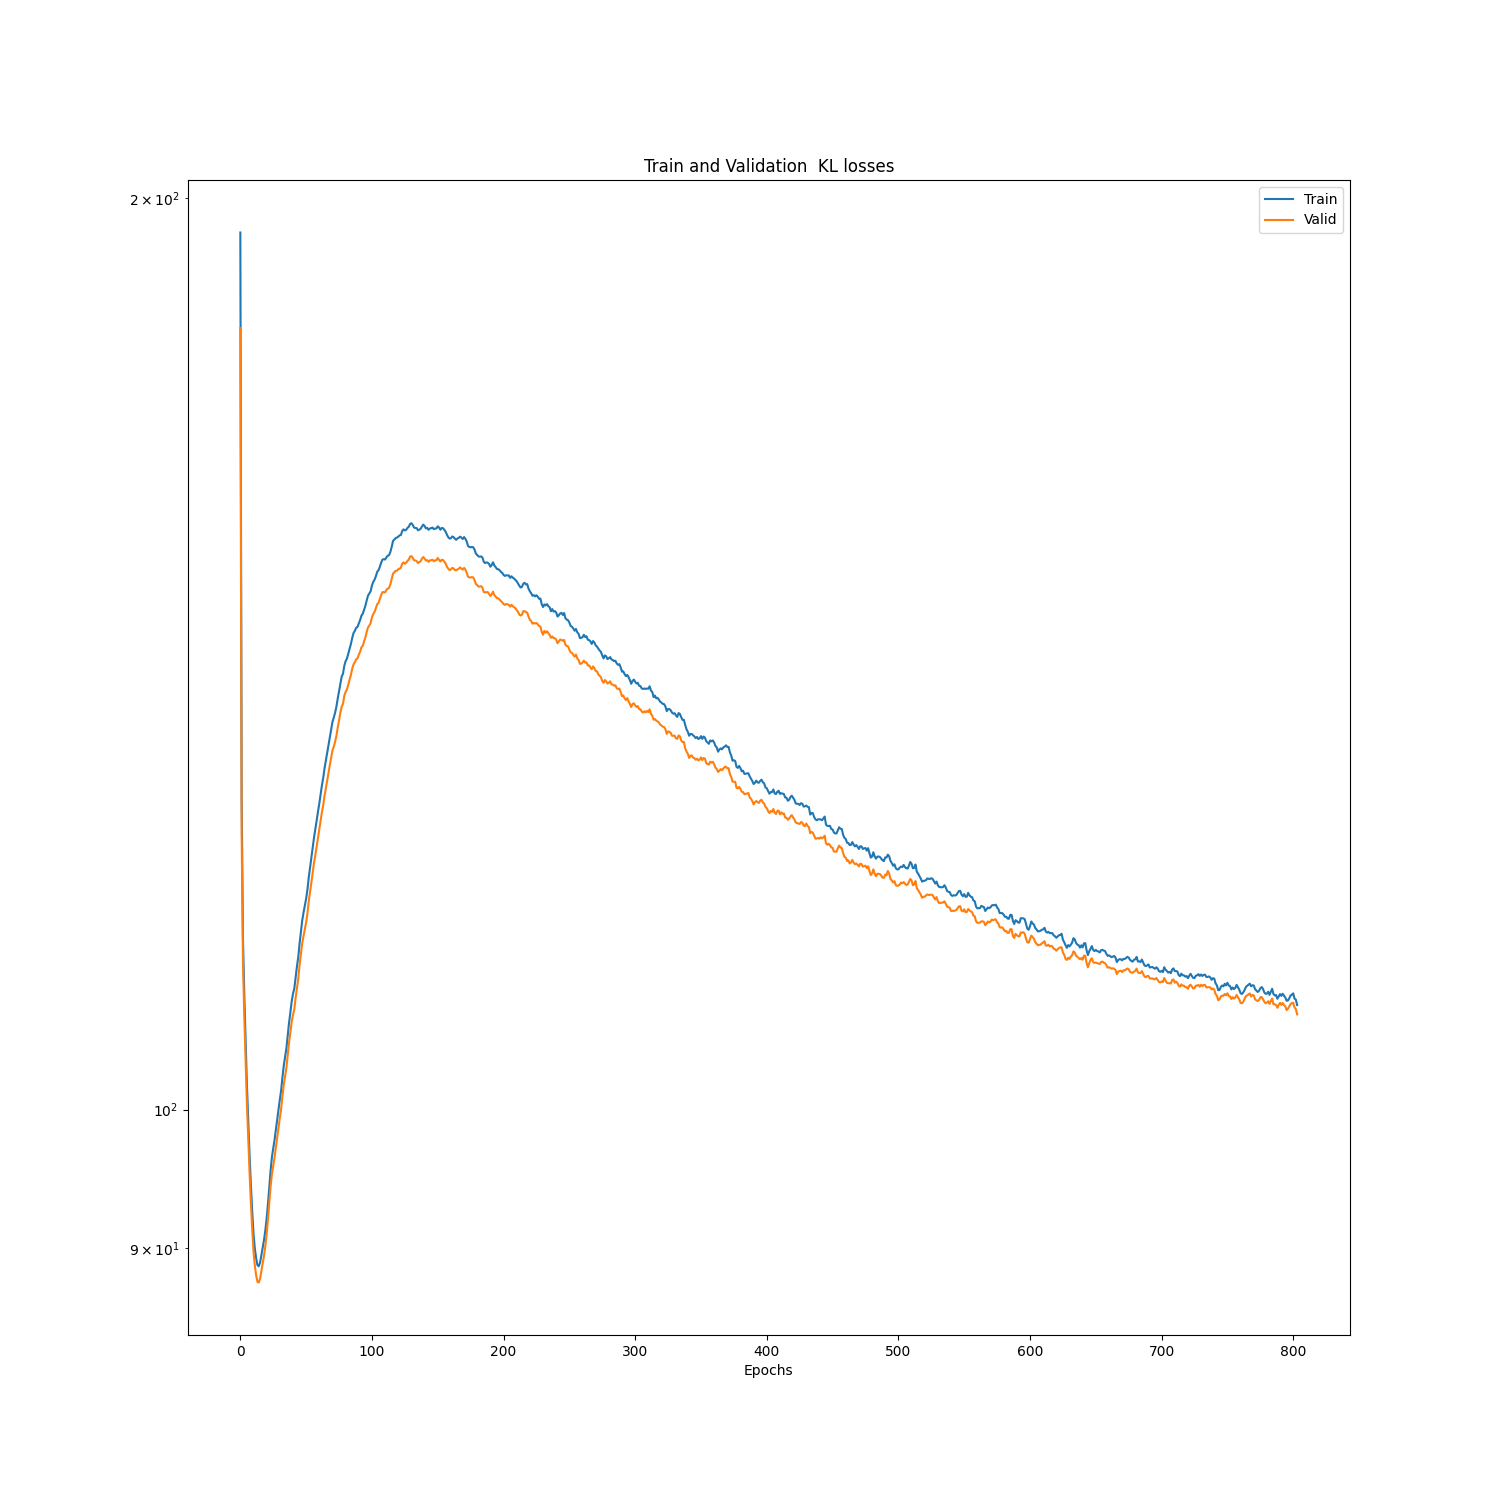 Train and Validation  KL losses
2 × 10²
Train
Valid
10²
9 × 10¹
0 100 200 300 400 500 600 700 800
Epochs